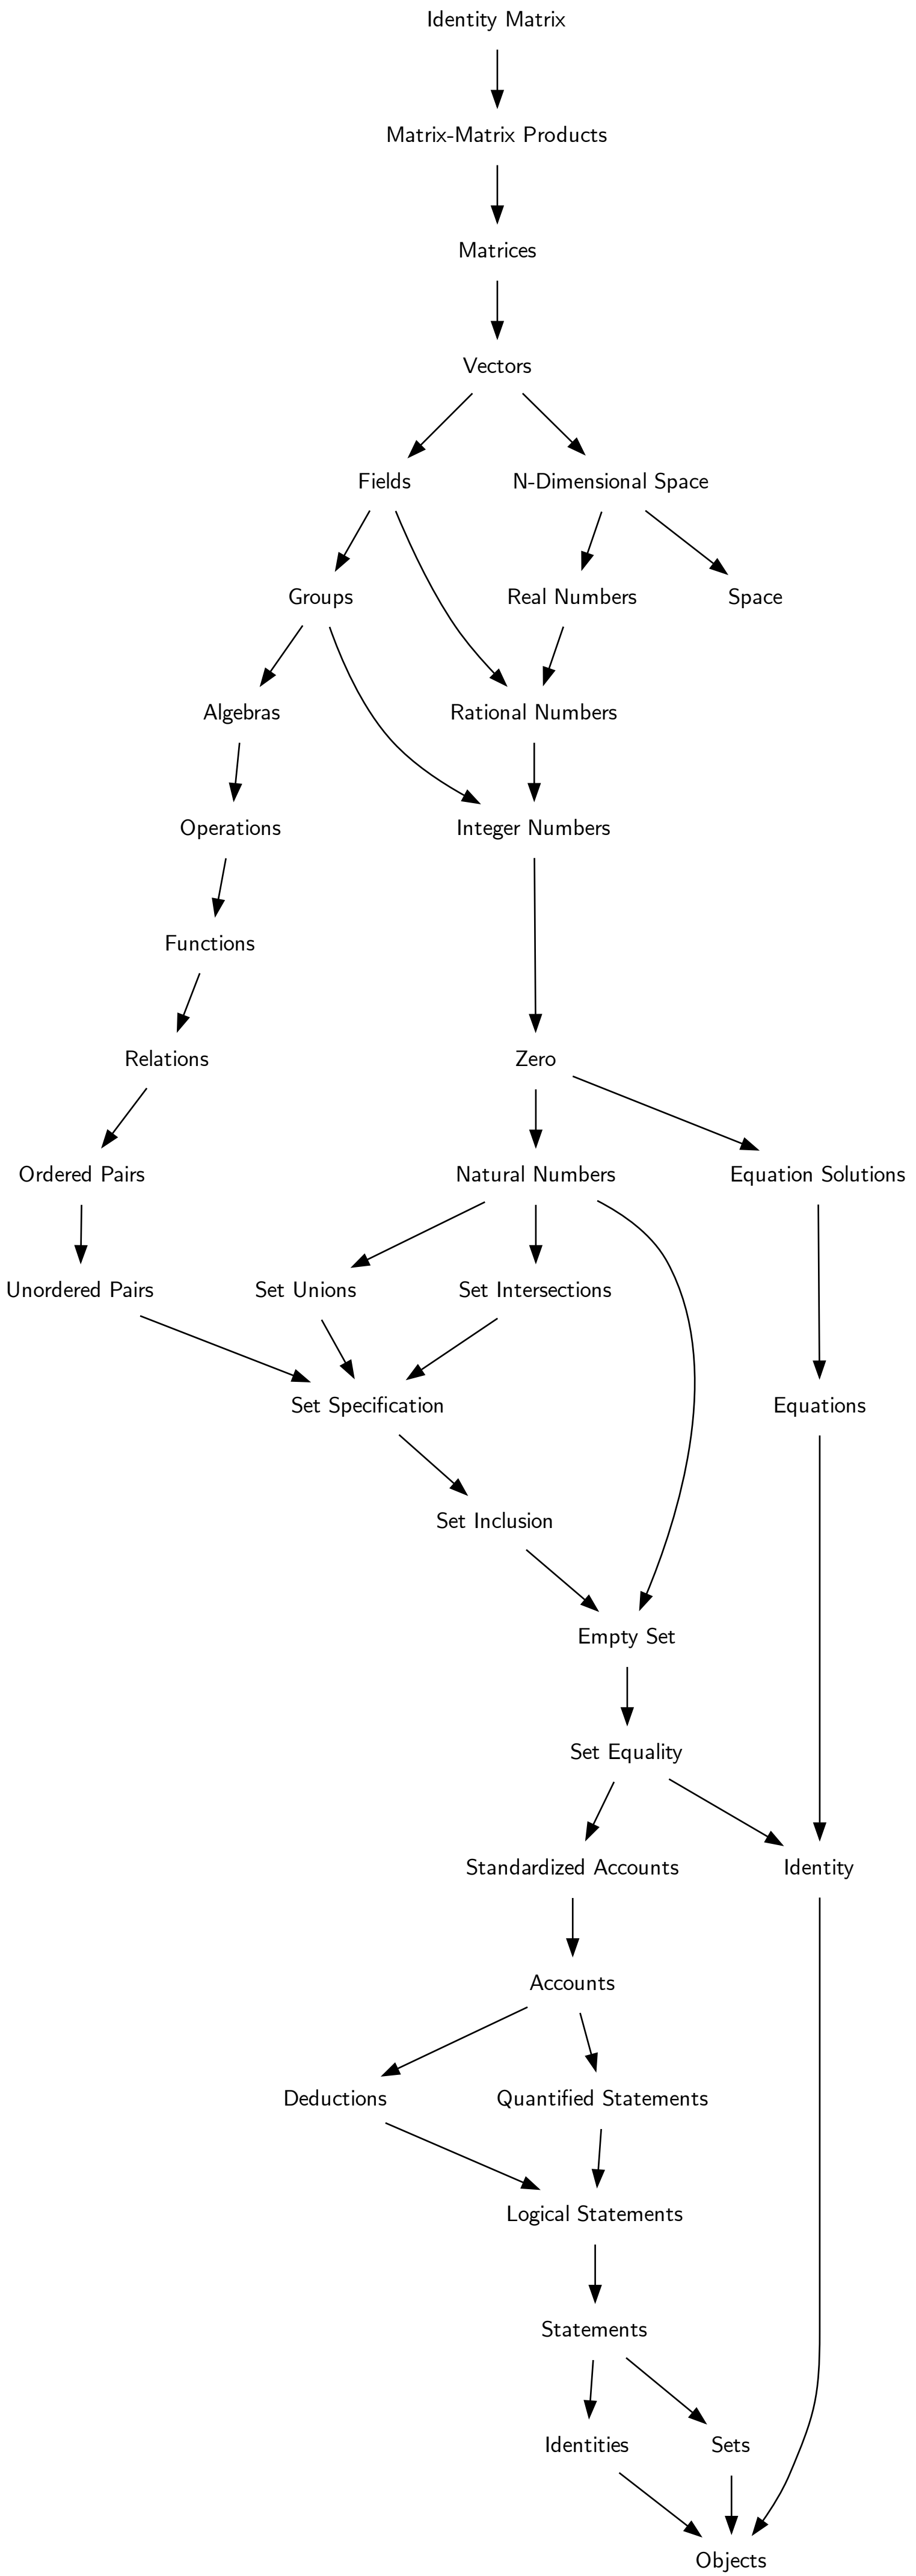 Identity Matrix
Matrix-Matrix Products
Matrices
Vectors
Fields
N-Dimensional Space
Groups
Real Numbers
Space
Algebras
Rational Numbers
Operations
Integer Numbers
Functions
Relations
Zero
Ordered Pairs
Natural Numbers
Equation Solutions
Unordered Pairs
Set Unions
Set Intersections
Set Specification
Equations
Set Inclusion
Empty Set
Set Equality
Standardized Accounts
Identity
Accounts
Deductions
Quantified Statements
Logical Statements
Statements
Identities
Sets
Objects